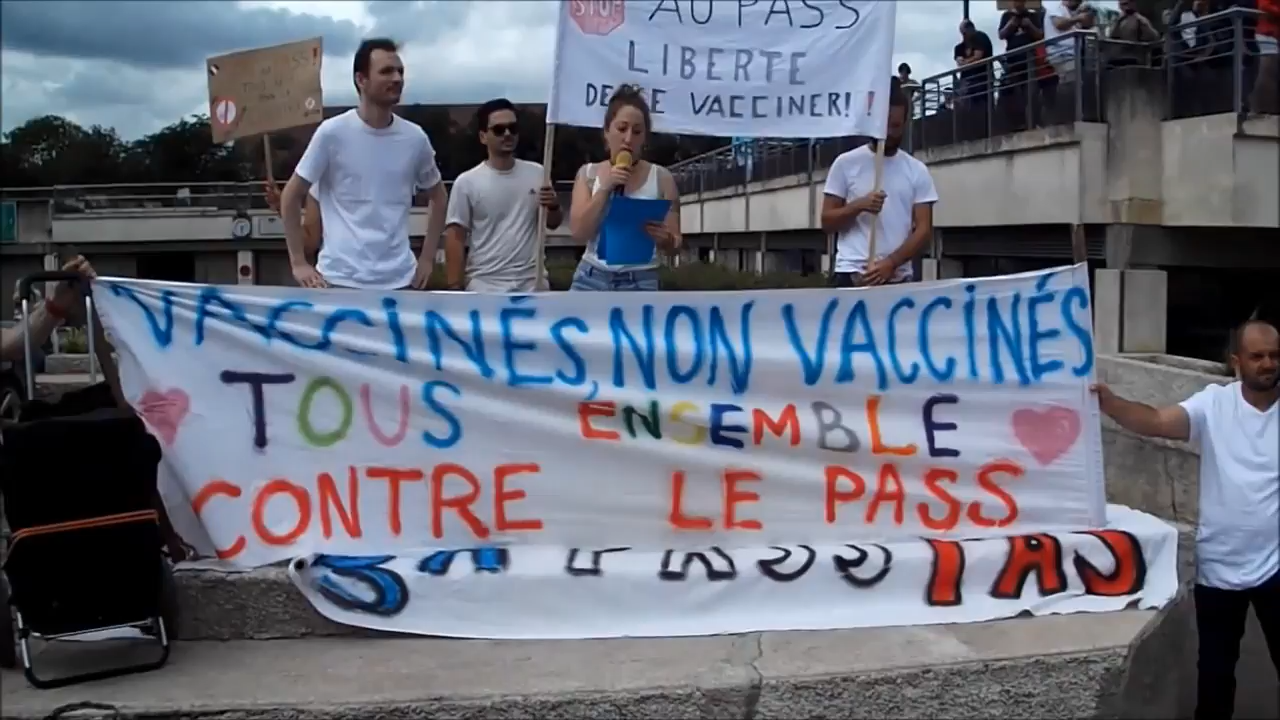 STOP AU PASS
LIBERTE
DE SE VACCINER!!
VACCINÉS, NON VACCINÉS
TOUS ENSEMBLE
CONTRE LE PASS